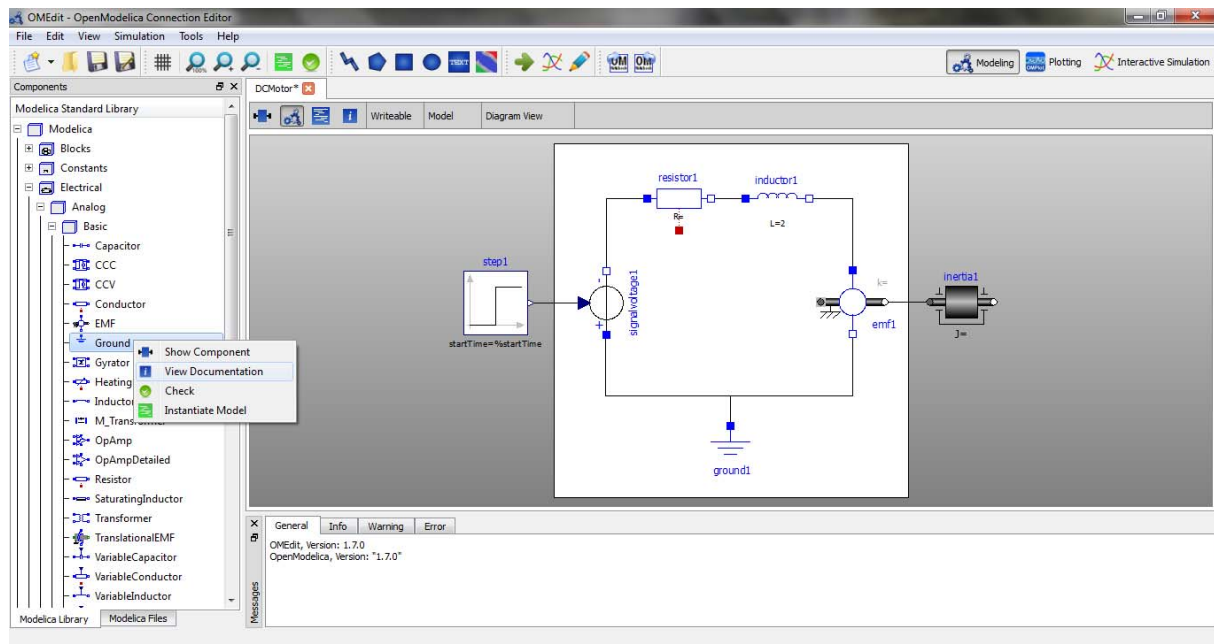 OMEdit - OpenModelica Connection Editor
File Edit View Simulation Tools Help
100% TEXT OM OM Modeling Plotting Interactive Simulation
Components
DCMotor*
Modelica Standard Library
Writeable Model Diagram View
Modelica
Blocks
Constants
Electrical
Analog
Basic
Capacitor
CCC
CCV
Conductor
EMF
Ground
Gyrator
Heating
Inductor
M_Transformer
OpAmp
OpAmpDetailed
Resistor
SaturatingInductor
Transformer
TranslationalEMF
VariableCapacitor
VariableConductor
VariableInductor
Modelica Library Modelica Files
Show Component
View Documentation
Check
Instantiate Model
resistor1
R=
inductor1
L=2
step1
startTime=%startTime
-
signalvoltage1
+
k=
emf1
inertia1
J=
ground1
General Info Warning Error
OMEdit, Version: 1.7.0
OpenModelica, Version: "1.7.0"
Messages